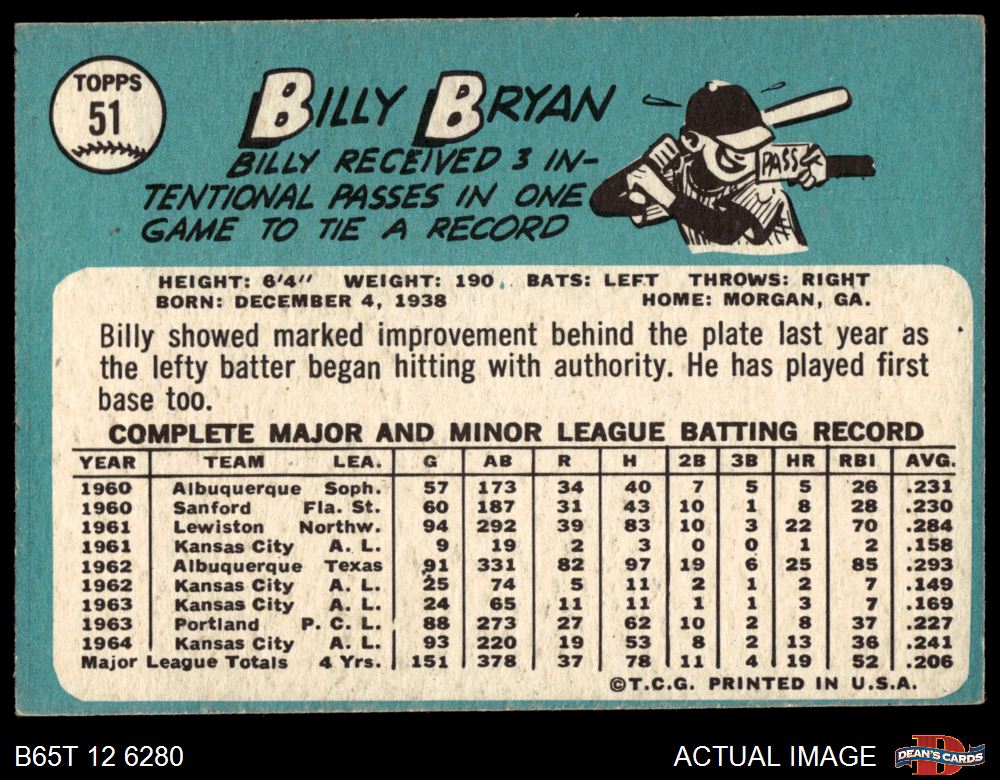 TOPPS
51
BILLY BRYAN
BILLY RECEIVED 3 IN-
TENTIONAL PASSES IN ONE
GAME TO TIE A RECORD
PASS
HEIGHT: 6'4" WEIGHT: 190 BATS: LEFT THROWS: RIGHT
BORN: DECEMBER 4, 1938 HOME: MORGAN, GA.
Billy showed marked improvement behind the plate last year as
the lefty batter began hitting with authority. He has played first
base too.
COMPLETE MAJOR AND MINOR LEAGUE BATTING RECORD
YEAR TEAM LEA. G AB R H 2B 3B HR RBI AVG.
1960 Albuquerque Soph. 57 173 34 40 7 5 5 26 .231
1960 Sanford Fla. St. 60 187 31 43 10 1 8 28 .230
1961 Lewiston Northw. 94 292 39 83 10 3 22 70 .284
1961 Kansas City A. L. 9 19 2 3 0 0 1 2 .158
1962 Albuquerque Texas 91 331 82 97 19 6 25 85 .293
1962 Kansas City A. L. 25 74 5 11 2 1 2 7 .149
1963 Kansas City A. L. 24 65 11 11 1 1 3 7 .169
1963 Portland P. C. L. 88 273 27 62 10 2 8 37 .227
1964 Kansas City A. L. 93 220 19 53 8 2 13 36 .241
Major League Totals 4 Yrs. 151 378 37 78 11 4 19 52 .206
©T.C.G. PRINTED IN U.S.A.
B65T 12 6280
ACTUAL IMAGE
DEAN'S CARDS